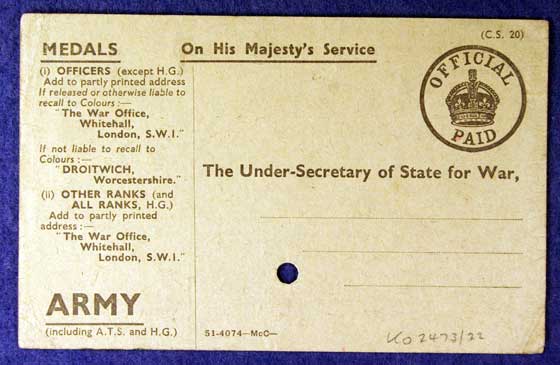 MEDALS
(i) OFFICERS (except H.G.)
Add to partly printed address
If released or otherwise liable to
recall to Colours :—
"The War Office,
Whitehall,
London, S.W.1."
If not liable to recall to
Colours :—
"DROITWICH,
Worcestershire."
(ii) OTHER RANKS (and
ALL RANKS, H.G.)
Add to partly printed
address :—
"The War Office,
Whitehall,
London, S.W.1."
ARMY
(including A.T.S. and H.G.)
On His Majesty's Service
(C.S. 20)
OFFICIAL
PAID
The Under-Secretary of State for War,
51-4074—McC—
Ko 2473/22